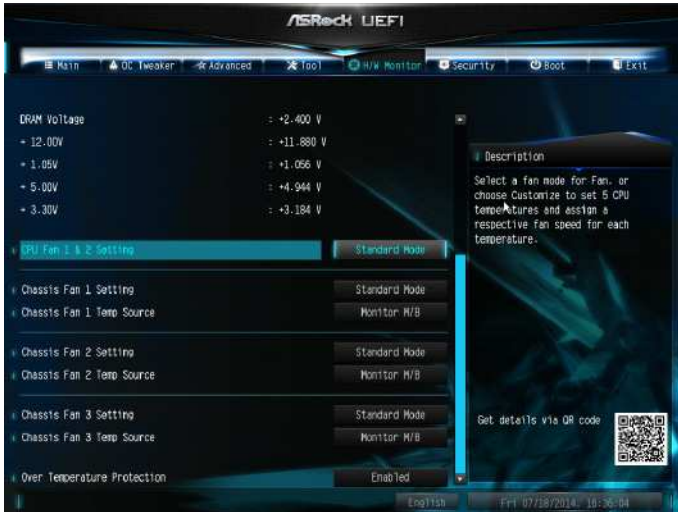 ASRock UEFI
Main OC Tweaker Advanced Tool H/W Monitor Security Boot Exit
DRAM Voltage : +2.400 V
+ 12.00V : +11.880 V
+ 1.05V : +1.056 V
+ 5.00V : +4.944 V
+ 3.30V : +3.184 V
CPU Fan 1 & 2 Setting Standard Mode
Chassis Fan 1 Setting Standard Mode
Chassis Fan 1 Temp Source Monitor M/B
Chassis Fan 2 Setting Standard Mode
Chassis Fan 2 Temp Source Monitor M/B
Chassis Fan 3 Setting Standard Mode
Chassis Fan 3 Temp Source Monitor M/B
Over Temperature Protection Enabled
Description
Select a fan mode for Fan. or
choose Customize to set 5 CPU
temperatures and assign a
respective fan speed for each
temperature.
Get details via QR code
English
Fri 07/18/2014, 16:36:04